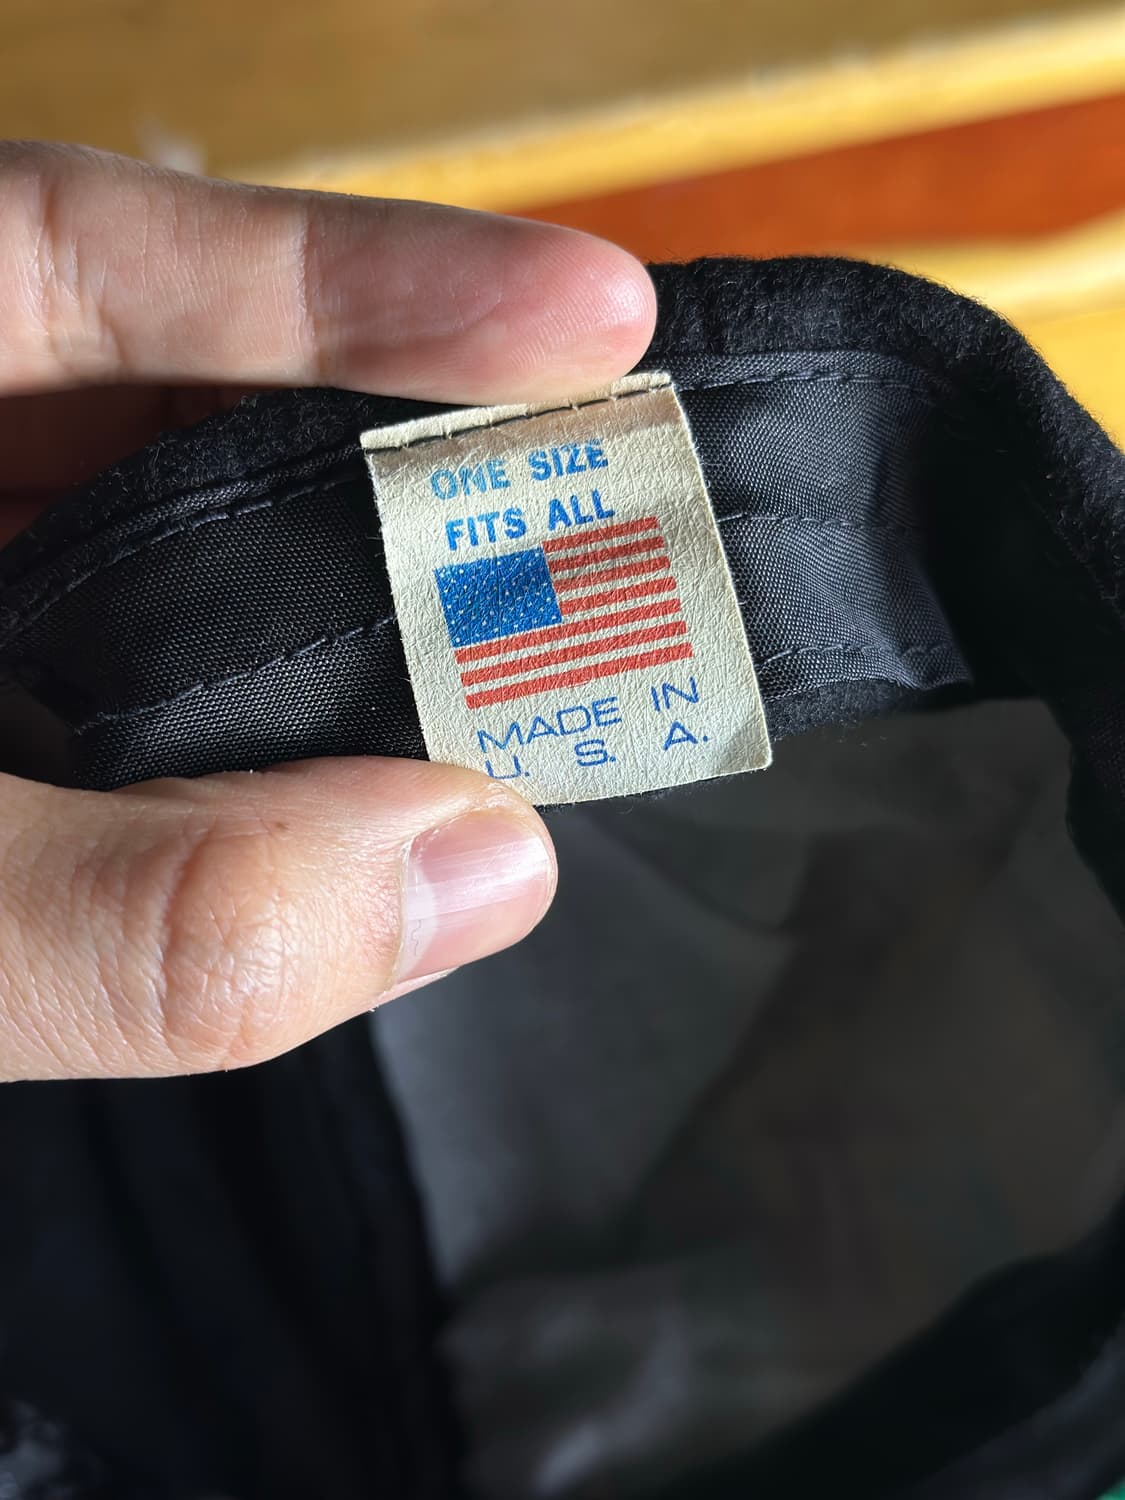 ONE SIZE
FITS ALL
MADE IN
U. S. A.